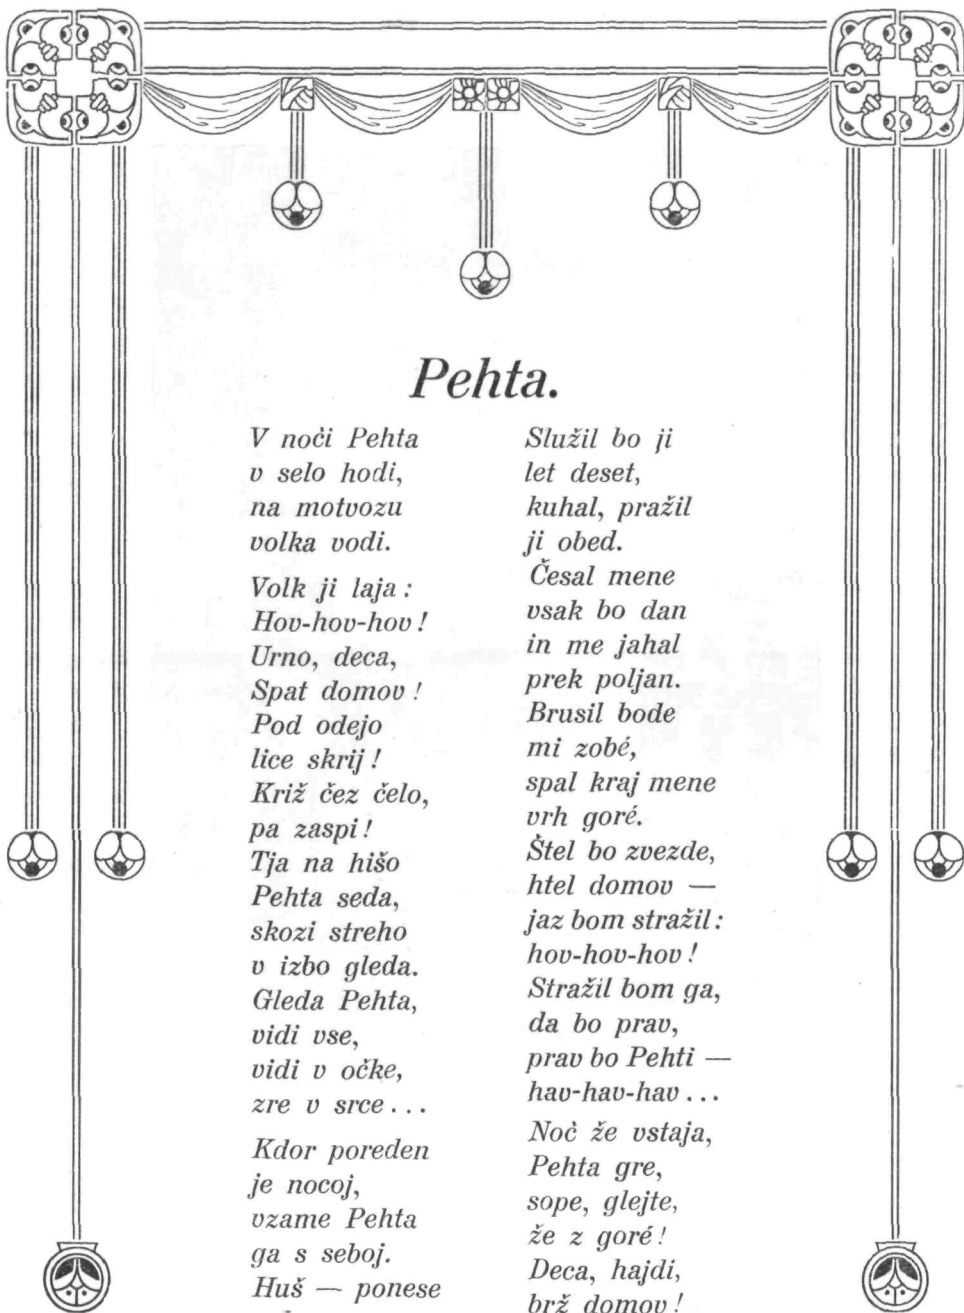 Pehta.
V noči Pehta
v selo hodi,
na motvozu
volka vodi.
Volk ji laja:
Hov-hov-hov!
Urno, deca,
Spat domov!
Pod odejo
lice skrij!
Križ čez čelo,
pa zaspi!
Tja na hišo
Pehta seda,
skozi streho
v izbo gleda.
Gleda Pehta,
vidi vse,
vidi v očke,
zre v srce...
Kdor poreden
je nocoj,
vzame Pehta
ga s seboj.
Huš — ponese
Služil bo ji
let deset,
kuhal, pražil
ji obed.
Česal mene
vsak bo dan
in me jahal
prek poljan.
Brusil bode
mi zobé,
spal kraj mene
vrh goré.
Štel bo zvezde,
htel domov —
jaz bom stražil:
hov-hov-hov!
Stražil bom ga,
da bo prav,
prav bo Pehti —
hav-hav-hav...
Noč že vstaja,
Pehta gre,
sope, glejte,
že z goré!
Deca, hajdi,
brž domov!